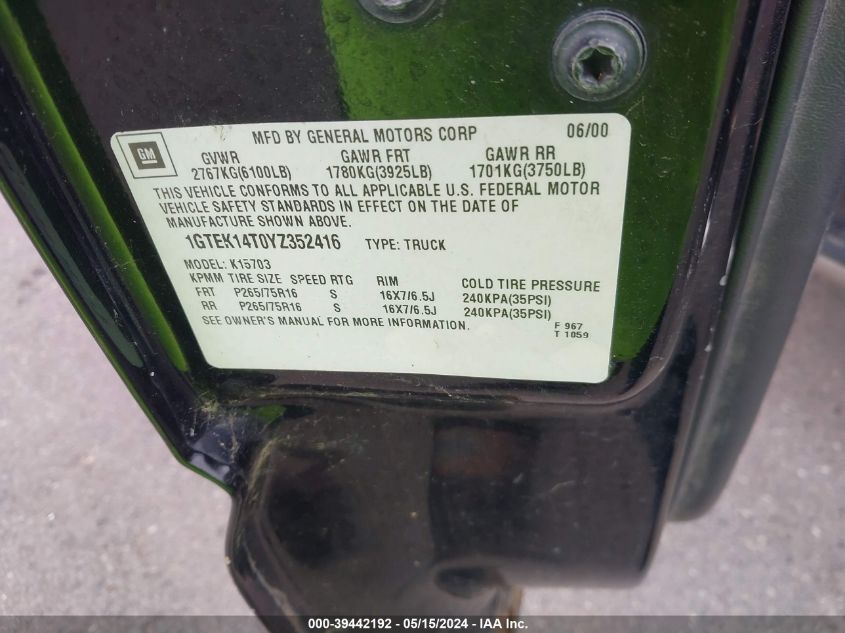 GM
MFD BY GENERAL MOTORS CORP 06/00
GVWR GAWR FRT GAWR RR
2767KG(6100LB) 1780KG(3925LB) 1701KG(3750LB)
THIS VEHICLE CONFORMS TO ALL APPLICABLE U.S. FEDERAL MOTOR
VEHICLE SAFETY STANDARDS IN EFFECT ON THE DATE OF
MANUFACTURE SHOWN ABOVE.
1GTEK14T0YZ352416 TYPE: TRUCK
MODEL: K15703
KPMM TIRE SIZE SPEED RTG RIM COLD TIRE PRESSURE
FRT P265/75R16 S 16X7/6.5J 240KPA(35PSI)
RR P265/75R16 S 16X7/6.5J 240KPA(35PSI)
SEE OWNER'S MANUAL FOR MORE INFORMATION.
F 967
T 1059
000-39442192 - 05/15/2024 - IAA Inc.